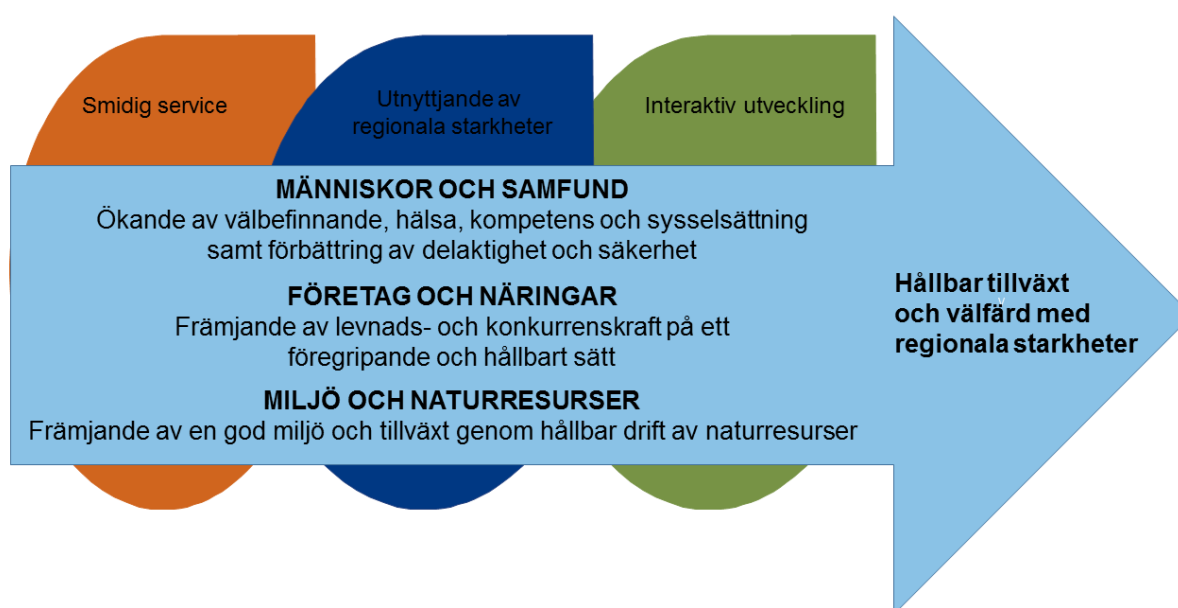 Smidig service
Utnyttjande av
regionala starkheter
Interaktiv utveckling
MÄNNISKOR OCH SAMFUND
Ökande av välbefinnande, hälsa, kompetens och sysselsättning
samt förbättring av delaktighet och säkerhet
FÖRETAG OCH NÄRINGAR
Främjande av levnads- och konkurrenskraft på ett
föregripande och hållbart sätt
MILJÖ OCH NATURRESURSER
Främjande av en god miljö och tillväxt genom hållbar drift av naturresurser
Hållbar tillväxt
v
och välfärd med
regionala starkheter